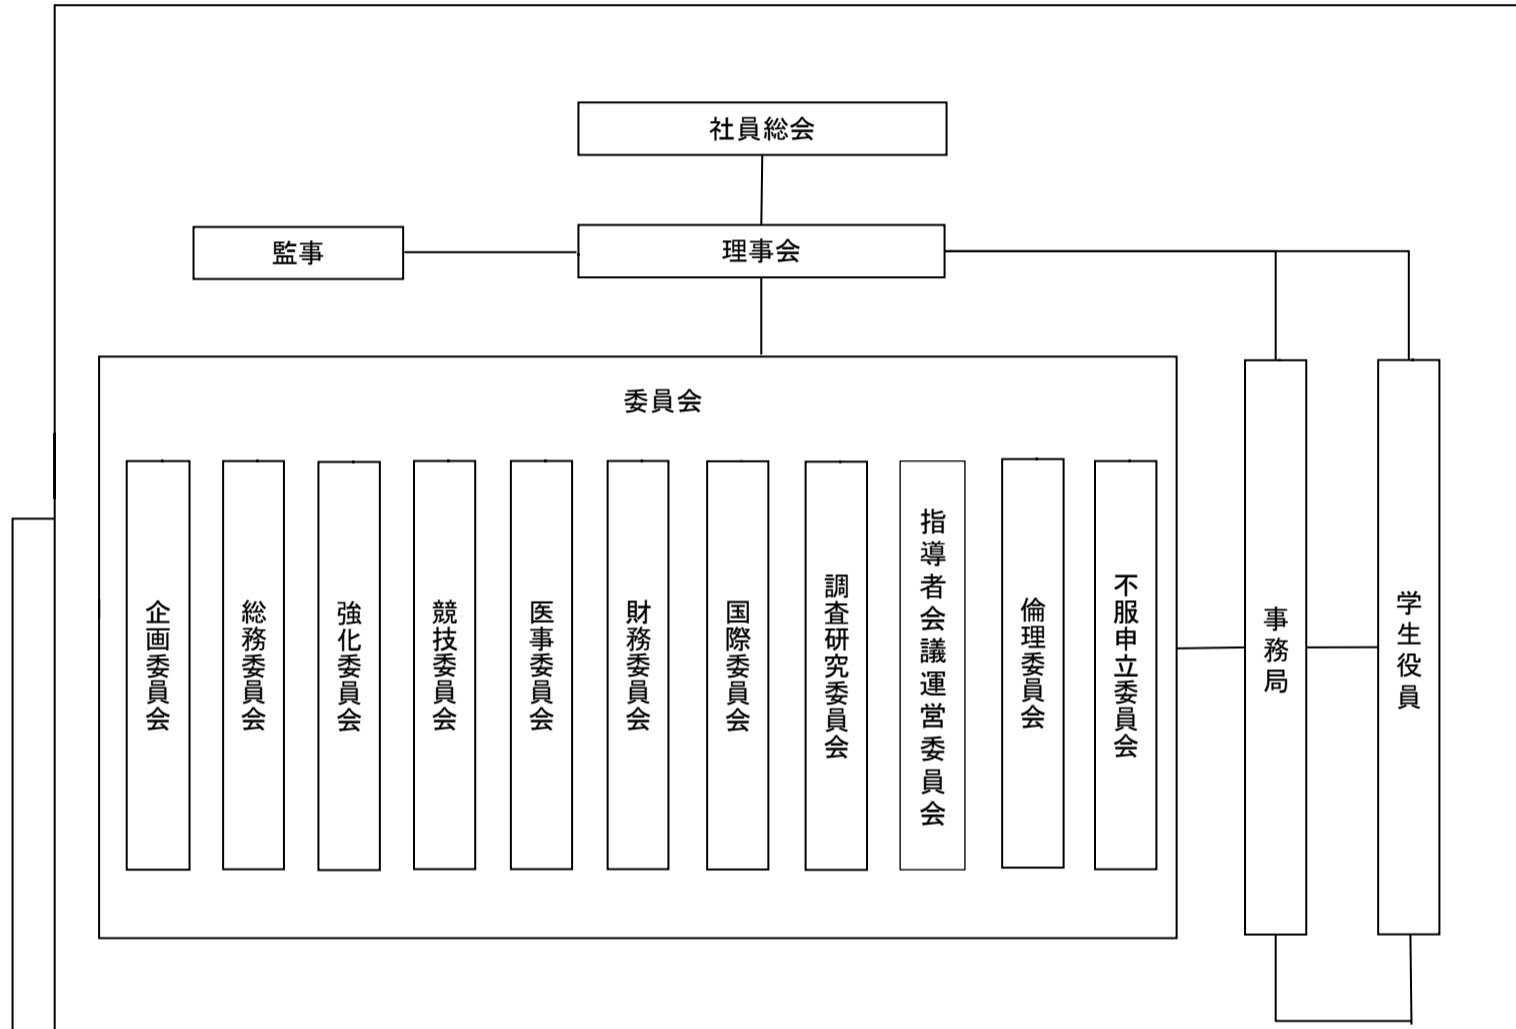 社員総会
監事
理事会
委員会
企画委員会
総務委員会
強化委員会
競技委員会
医事委員会
財務委員会
国際委員会
調査研究委員会
指導者会議運営委員会
倫理委員会
不服申立委員会
事務局
学生役員